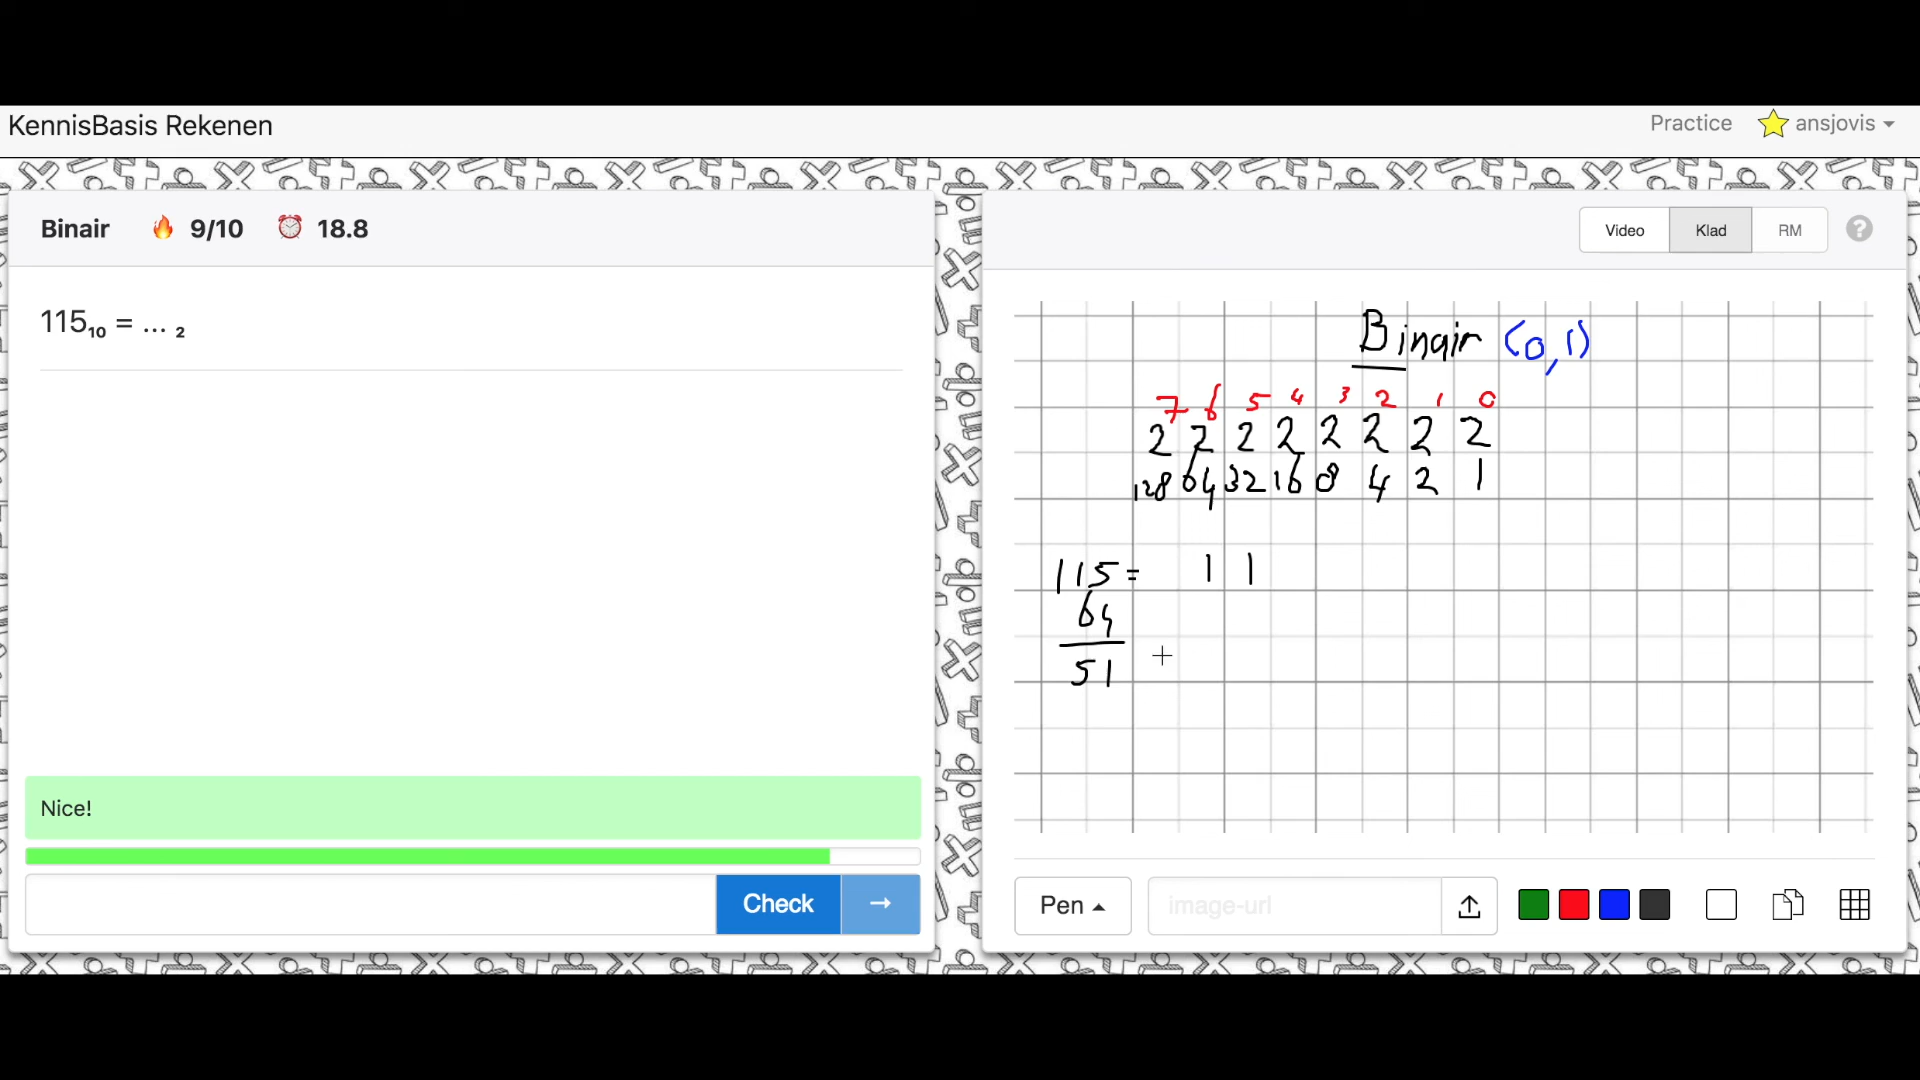 KennisBasis Rekenen
Practice ansjovis
Binair 9/10 18.8
115₁₀ = ... ₂
Nice!
Check →
Video Klad RM ?
Binair (0,1)
7 6 5 4 3 2 1 0
2 2 2 2 2 2 2 2
128 64 32 16 8 4 2 1
115 = 1 1
64
51
Pen image-url